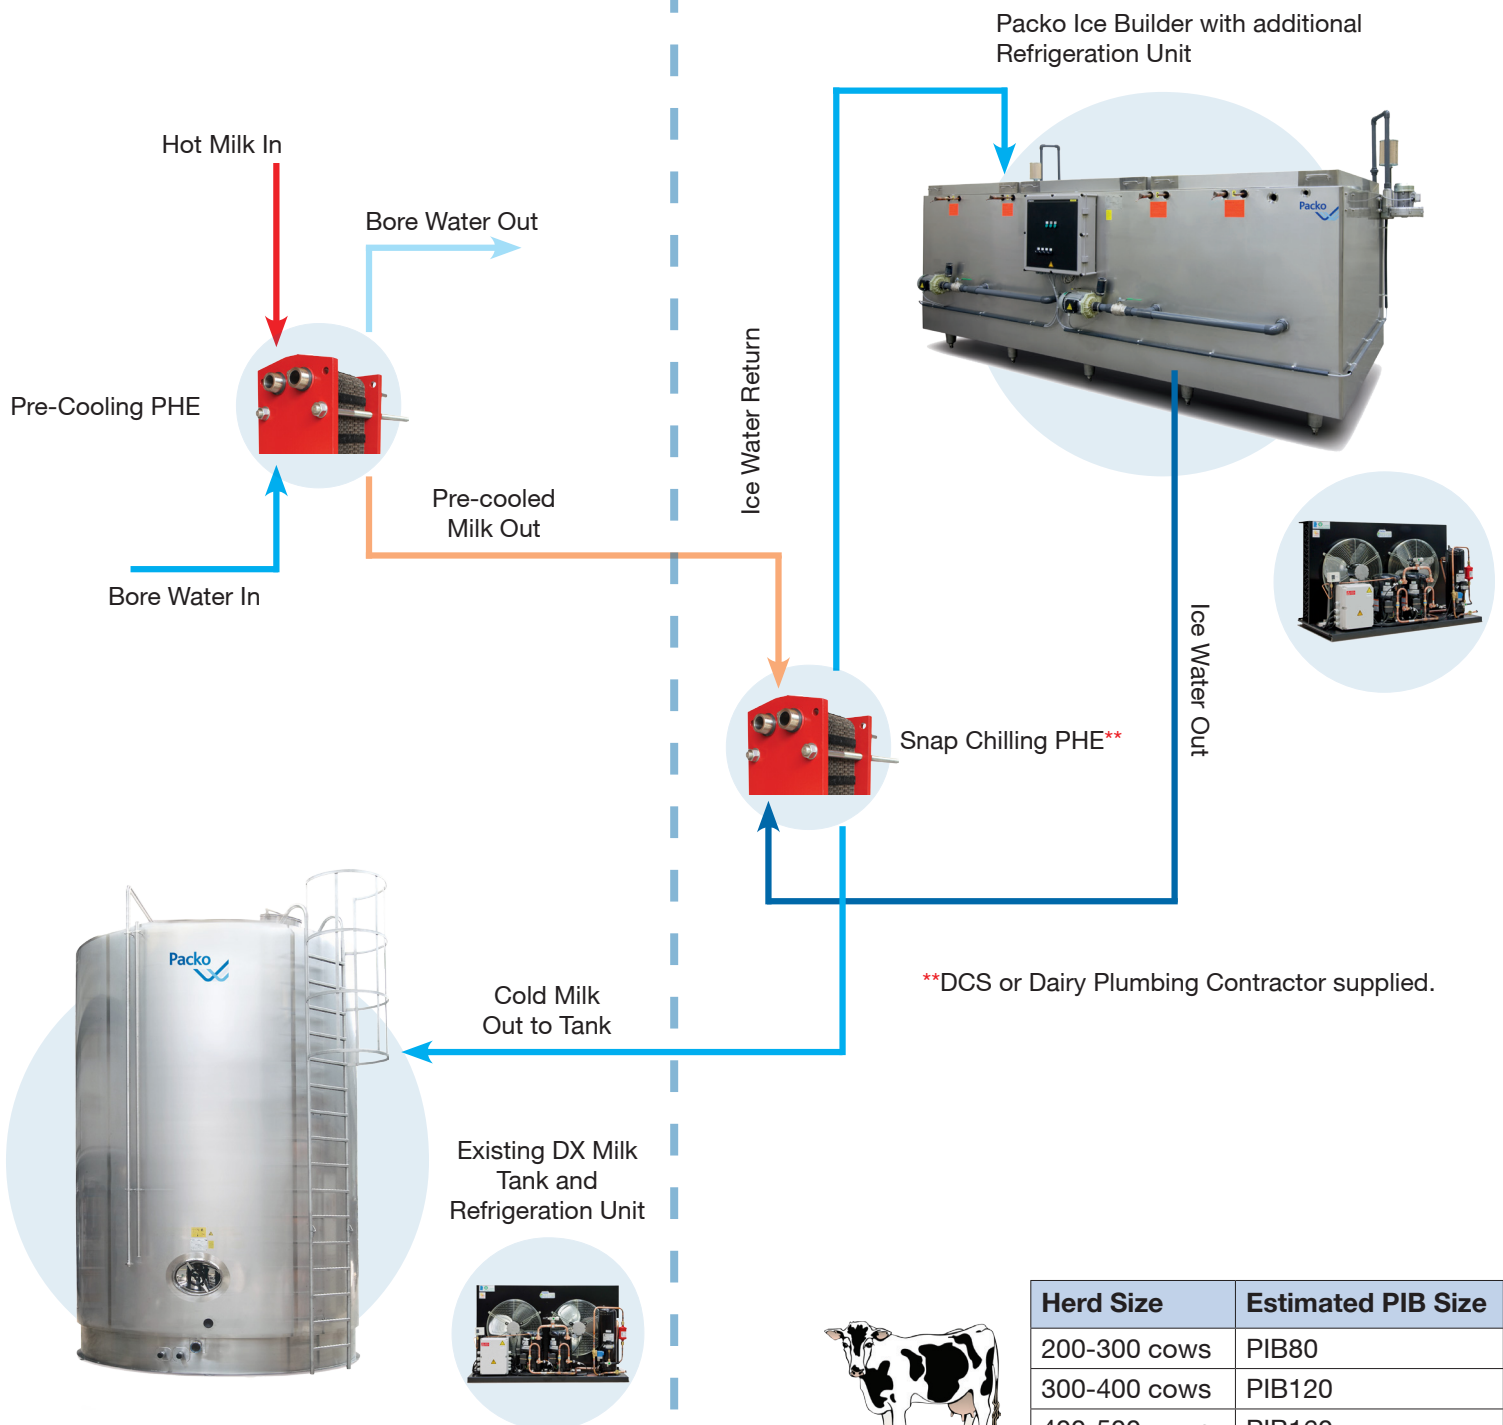 Packo Ice Builder with additional
Refrigeration Unit
Hot Milk In
Bore Water Out
Packo
Pre-Cooling PHE
Ice Water Return
Pre-cooled
Milk Out
Bore Water In
Ice Water Out
Snap Chilling PHE**
Packo
**DCS or Dairy Plumbing Contractor supplied.
Cold Milk
Out to Tank
Existing DX Milk
Tank and
Refrigeration Unit
Herd Size Estimated PIB Size
200-300 cows PIB80
300-400 cows PIB120